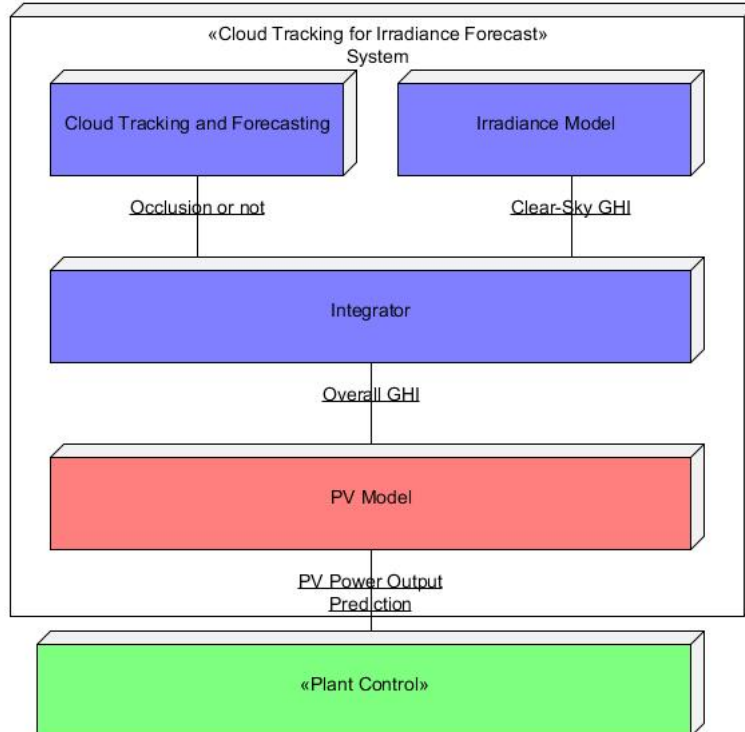 «Cloud Tracking for Irradiance Forecast»
System
Cloud Tracking and Forecasting
Irradiance Model
Occlusion or not
Clear-Sky GHI
Integrator
Overall GHI
PV Model
PV Power Output
Prediction
«Plant Control»